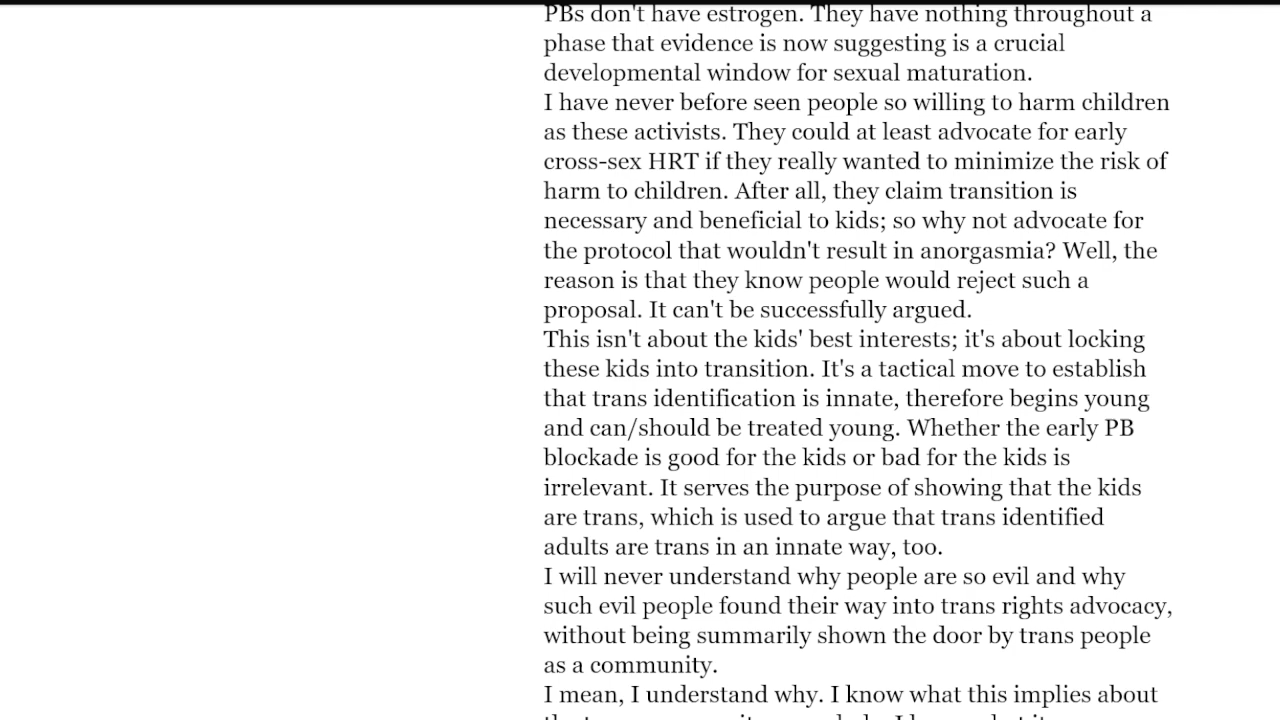 PBs don't have estrogen. They have nothing throughout a
phase that evidence is now suggesting is a crucial
developmental window for sexual maturation.
I have never before seen people so willing to harm children
as these activists. They could at least advocate for early
cross-sex HRT if they really wanted to minimize the risk of
harm to children. After all, they claim transition is
necessary and beneficial to kids; so why not advocate for
the protocol that wouldn't result in anorgasmia? Well, the
reason is that they know people would reject such a
proposal. It can't be successfully argued.
This isn't about the kids' best interests; it's about locking
these kids into transition. It's a tactical move to establish
that trans identification is innate, therefore begins young
and can/should be treated young. Whether the early PB
blockade is good for the kids or bad for the kids is
irrelevant. It serves the purpose of showing that the kids
are trans, which is used to argue that trans identified
adults are trans in an innate way, too.
I will never understand why people are so evil and why
such evil people found their way into trans rights advocacy,
without being summarily shown the door by trans people
as a community.
I mean, I understand why. I know what this implies about